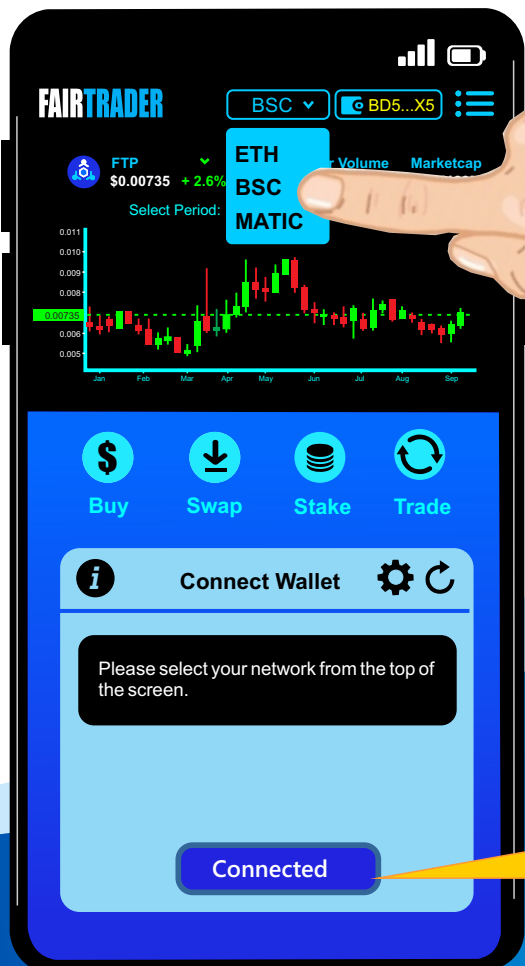 FAIRTRADER
BSC
BD5...X5
ETH
BSC
MATIC
FTP
$0.00735 + 2.6%
r Volume Marketcap
Select Period:
0.011
0.010
0.009
0.008
0.00735
0.006
0.005
Jan Feb Mar Apr May Jun Jul Aug Sep
$
Buy Swap Stake Trade
i
Connect Wallet
Please select your network from the top of
the screen.
Connected